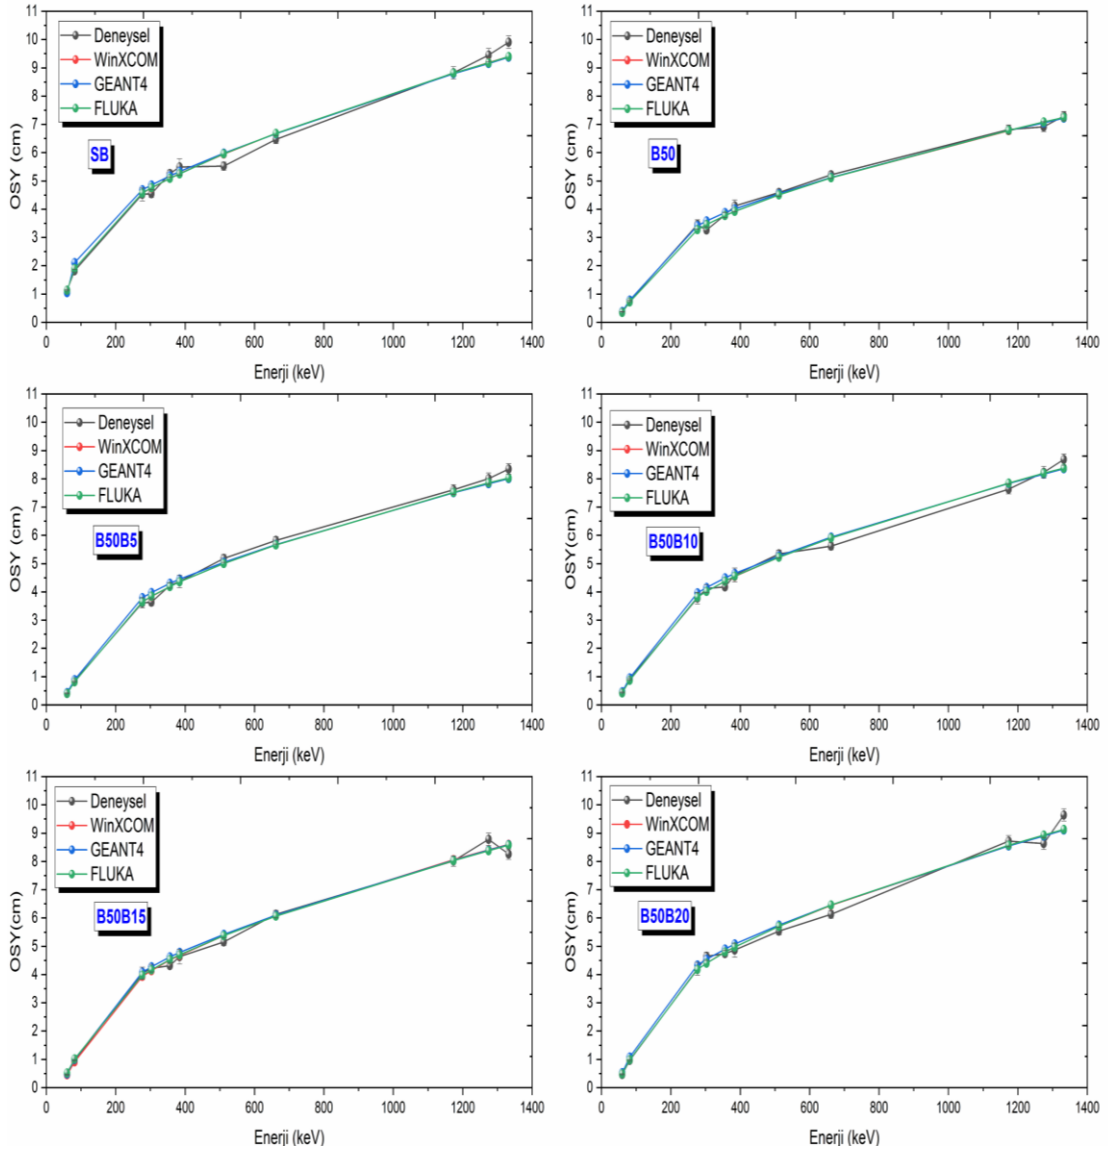 11
10
9
8
7
6
5
4
3
2
1
0
OSY (cm)
Deneysel
WinXCOM
GEANT4
FLUKA
SB
0 200 400 600 800 1000 1200 1400
Enerji (keV)
11
10
9
8
7
6
5
4
3
2
1
0
OSY (cm)
Deneysel
WinXCOM
GEANT4
FLUKA
B50
0 200 400 600 800 1000 1200 1400
Enerji (keV)
11
10
9
8
7
6
5
4
3
2
1
0
OSY (cm)
Deneysel
WinXCOM
GEANT4
FLUKA
B50B5
0 200 400 600 800 1000 1200 1400
Enerji (keV)
11
10
9
8
7
6
5
4
3
2
1
0
OSY (cm)
Deneysel
WinXCOM
GEANT4
FLUKA
B50B10
0 200 400 600 800 1000 1200 1400
Enerji (keV)
11
10
9
8
7
6
5
4
3
2
1
0
OSY(cm)
Deneysel
WinXCOM
GEANT4
FLUKA
B50B15
0 200 400 600 800 1000 1200 1400
Enerji (keV)
11
10
9
8
7
6
5
4
3
2
1
0
OSY(cm)
Deneysel
WinXCOM
GEANT4
FLUKA
B50B20
0 200 400 600 800 1000 1200 1400
Enerji (keV)